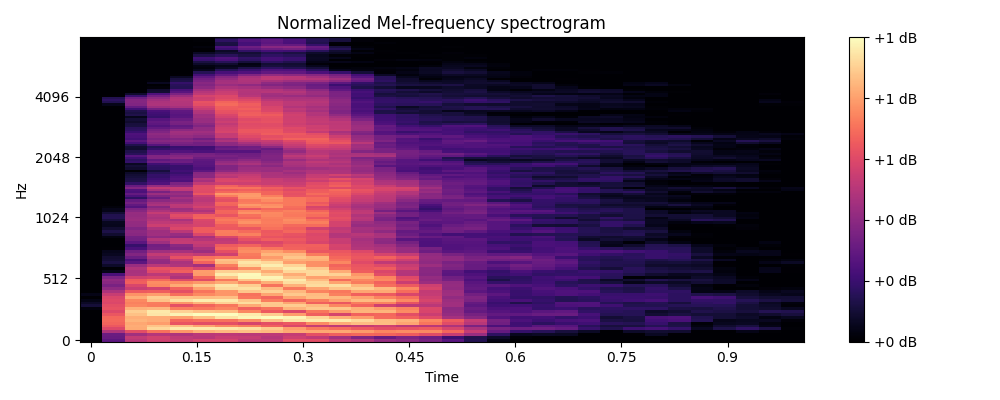 Normalized Mel-frequency spectrogram
Hz
4096
2048
1024
512
0
0 0.15 0.3 0.45 0.6 0.75 0.9
Time
+1 dB
+1 dB
+1 dB
+0 dB
+0 dB
+0 dB